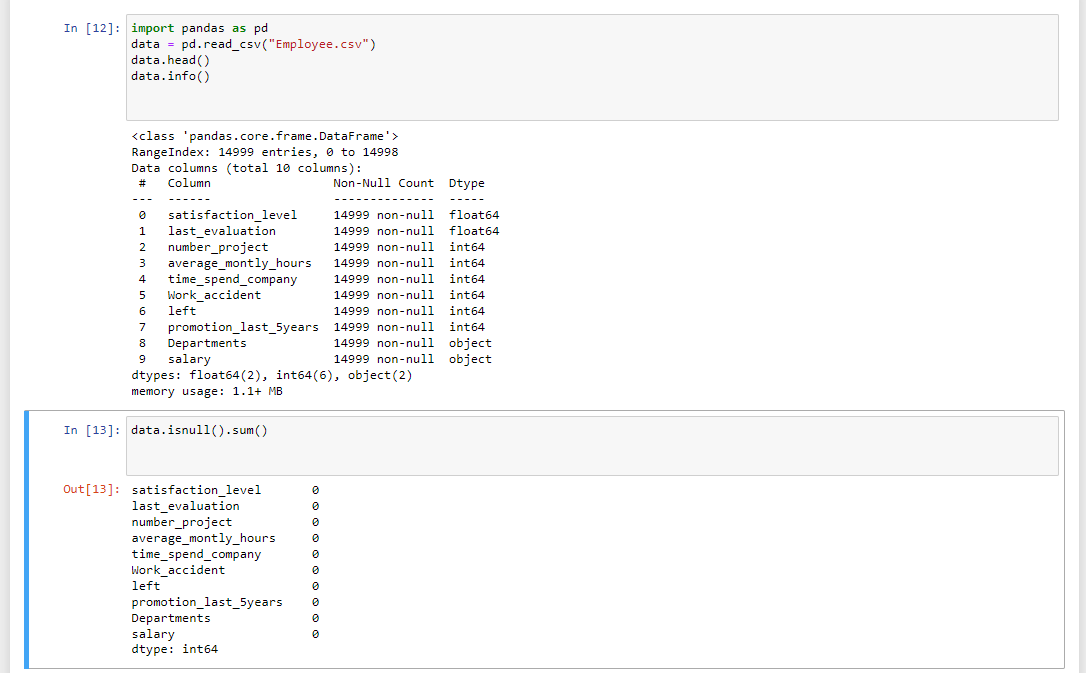 In [12]: import pandas as pd
data = pd.read_csv("Employee.csv")
data.head()
data.info()
<class 'pandas.core.frame.DataFrame'>
RangeIndex: 14999 entries, 0 to 14998
Data columns (total 10 columns):
 #   Column                 Non-Null Count  Dtype
---  ------                 --------------  -----
 0   satisfaction_level     14999 non-null  float64
 1   last_evaluation        14999 non-null  float64
 2   number_project         14999 non-null  int64
 3   average_montly_hours   14999 non-null  int64
 4   time_spend_company     14999 non-null  int64
 5   Work_accident          14999 non-null  int64
 6   left                   14999 non-null  int64
 7   promotion_last_5years  14999 non-null  int64
 8   Departments            14999 non-null  object
 9   salary                 14999 non-null  object
dtypes: float64(2), int64(6), object(2)
memory usage: 1.1+ MB
In [13]: data.isnull().sum()
Out[13]: satisfaction_level       0
last_evaluation          0
number_project           0
average_montly_hours     0
time_spend_company       0
Work_accident            0
left                     0
promotion_last_5years    0
Departments              0
salary                   0
dtype: int64